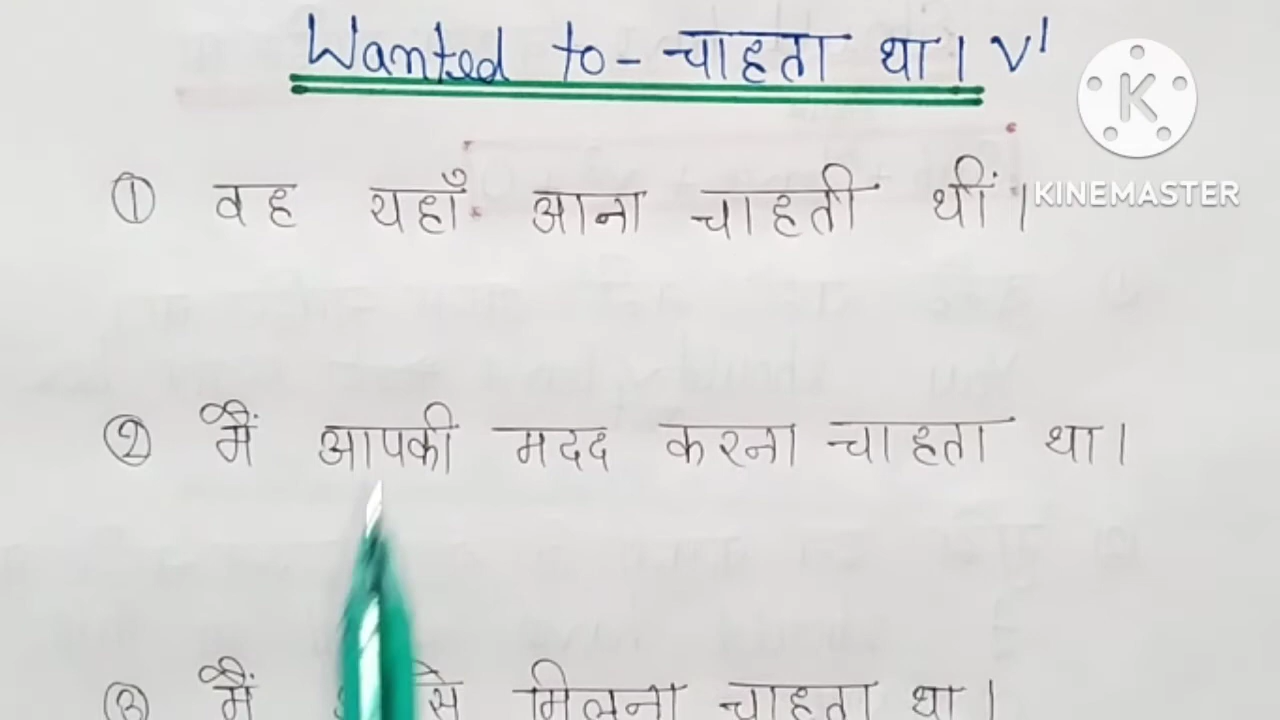 Wanted to - चाहता था। V¹
K
KINEMASTER
① वह यहाँ आना चाहती थीं।
② मैं आपकी मदद करना चाहता था।
③ मैं से मिलना चाहता था।